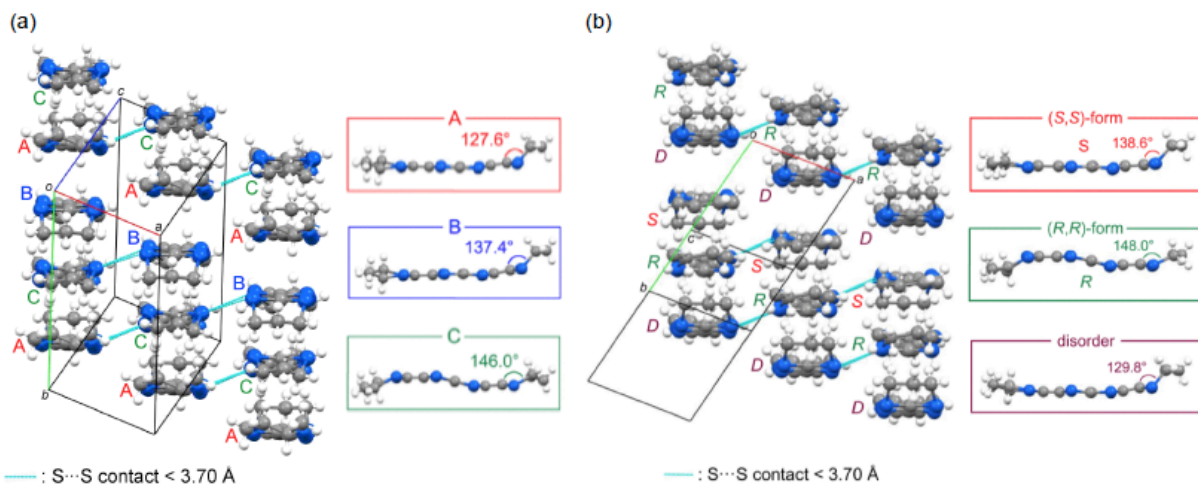 (a)
C
c
A
C
A
C
o
B
a
A
B
C
B
A
C
b
C
A
A
A
127.6°
B
137.4°
C
146.0°
: S···S contact < 3.70 Å
(b)
R
o
R
D
a
R
D
S
c
D
R
S
b
R
S
D
R
D
D
(S,S)-form
S
138.6°
(R,R)-form
148.0°
R
disorder
129.8°
: S···S contact < 3.70 Å